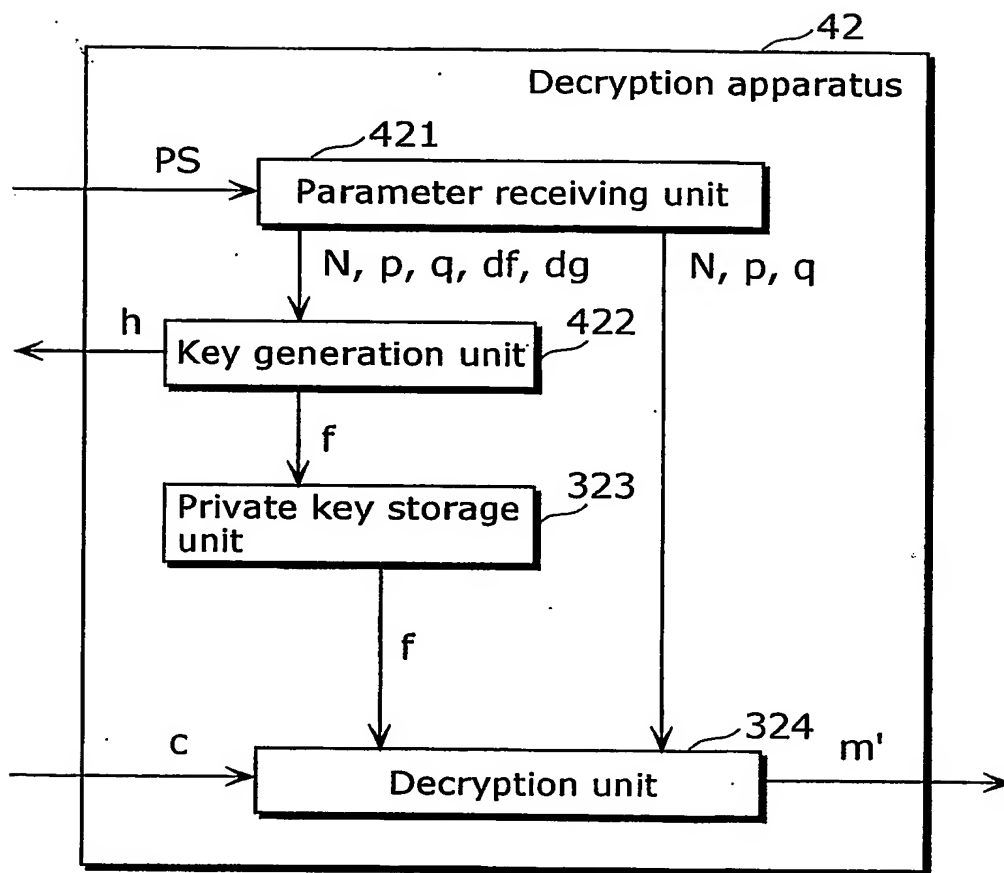 42
Decryption apparatus
421
PS
Parameter receiving unit
N, p, q, df, dg
N, p, q
h
422
Key generation unit
f
323
Private key storage
unit
f
324
c
m'
Decryption unit